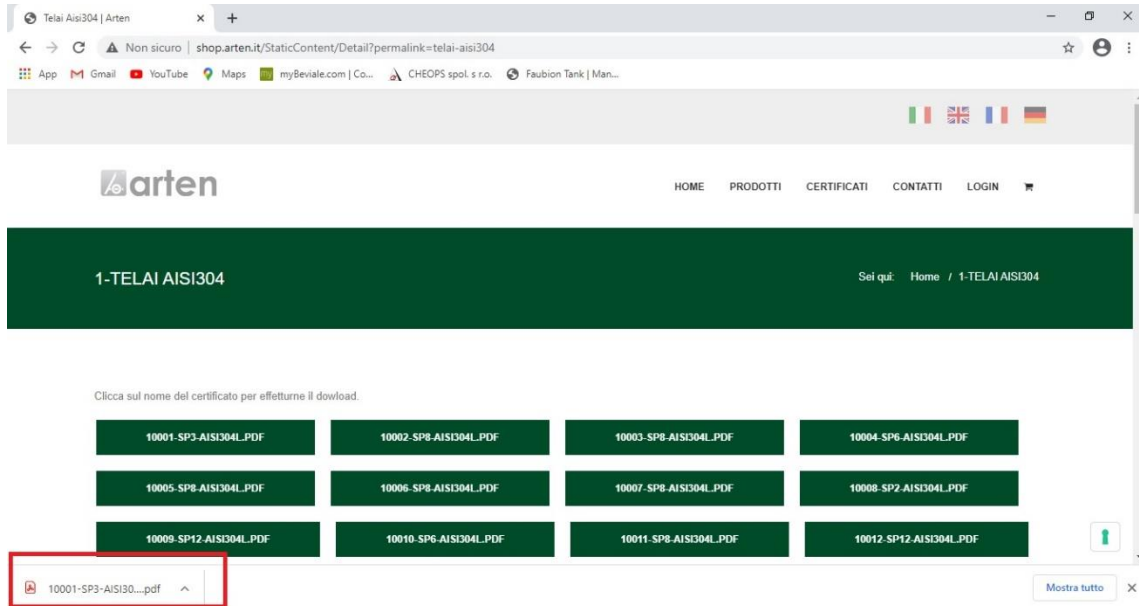 Telai Aisi304 | Arten
Non sicuro | shop.arten.it/StaticContent/Detail?permalink=telai-aisi304
App Gmail YouTube Maps myBeviale.com | Co... CHEOPS spol. s r.o. Faubion Tank | Man...
arten
HOME PRODOTTI CERTIFICATI CONTATTI LOGIN
1-TELAI AISI304 Sei qui: Home / 1-TELAI AISI304
Clicca sul nome del certificato per effetturne il dowload.
10001-SP3-AISI304L.PDF 10002-SP8-AISI304L.PDF 10003-SP8-AISI304L.PDF 10004-SP6-AISI304L.PDF
10005-SP8-AISI304L.PDF 10006-SP8-AISI304L.PDF 10007-SP8-AISI304L.PDF 10008-SP2-AISI304L.PDF
10009-SP12-AISI304L.PDF 10010-SP6-AISI304L.PDF 10011-SP8-AISI304L.PDF 10012-SP12-AISI304L.PDF
10001-SP3-AISI30....pdf Mostra tutto